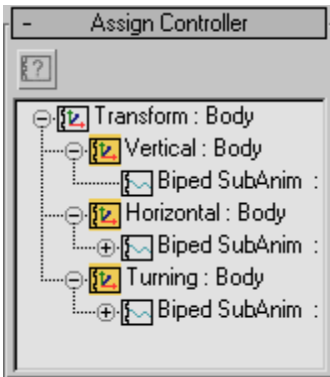 - Assign Controller
?
Transform : Body
Vertical : Body
Biped SubAnim :
Horizontal : Body
Biped SubAnim :
Turning : Body
Biped SubAnim :